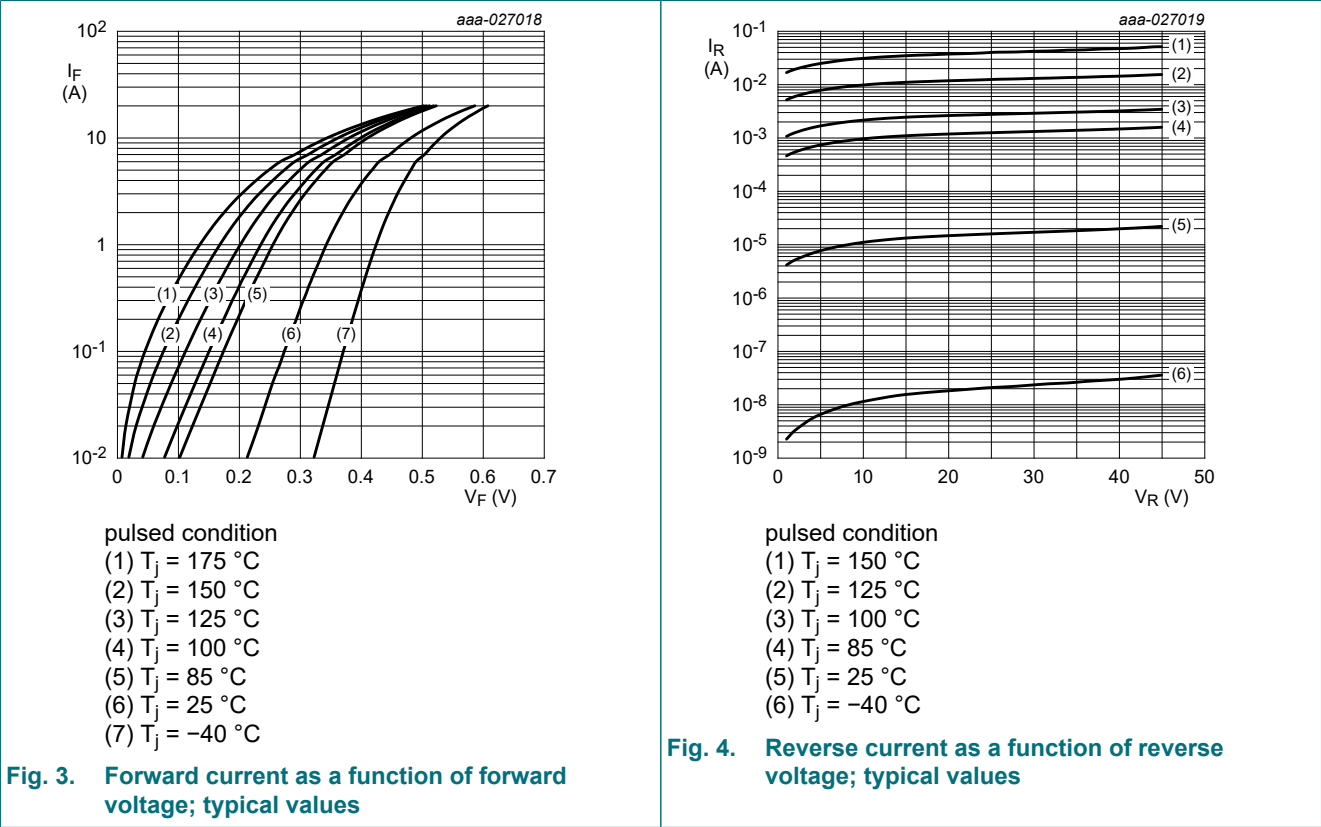 aaa-027018
10²
I_F
(A)
10
1
10⁻¹
10⁻²
(1)
(3)
(5)
(2)
(4)
(6)
(7)
0
0.1
0.2
0.3
0.4
0.5
0.6
0.7
V_F (V)
pulsed condition
(1) T_j = 175 °C
(2) T_j = 150 °C
(3) T_j = 125 °C
(4) T_j = 100 °C
(5) T_j = 85 °C
(6) T_j = 25 °C
(7) T_j = −40 °C
Fig. 3. Forward current as a function of forward
voltage; typical values
aaa-027019
10⁻¹
I_R
(A)
10⁻²
10⁻³
10⁻⁴
10⁻⁵
10⁻⁶
10⁻⁷
10⁻⁸
10⁻⁹
(1)
(2)
(3)
(4)
(5)
(6)
0
10
20
30
40
50
V_R (V)
pulsed condition
(1) T_j = 150 °C
(2) T_j = 125 °C
(3) T_j = 100 °C
(4) T_j = 85 °C
(5) T_j = 25 °C
(6) T_j = −40 °C
Fig. 4. Reverse current as a function of reverse
voltage; typical values